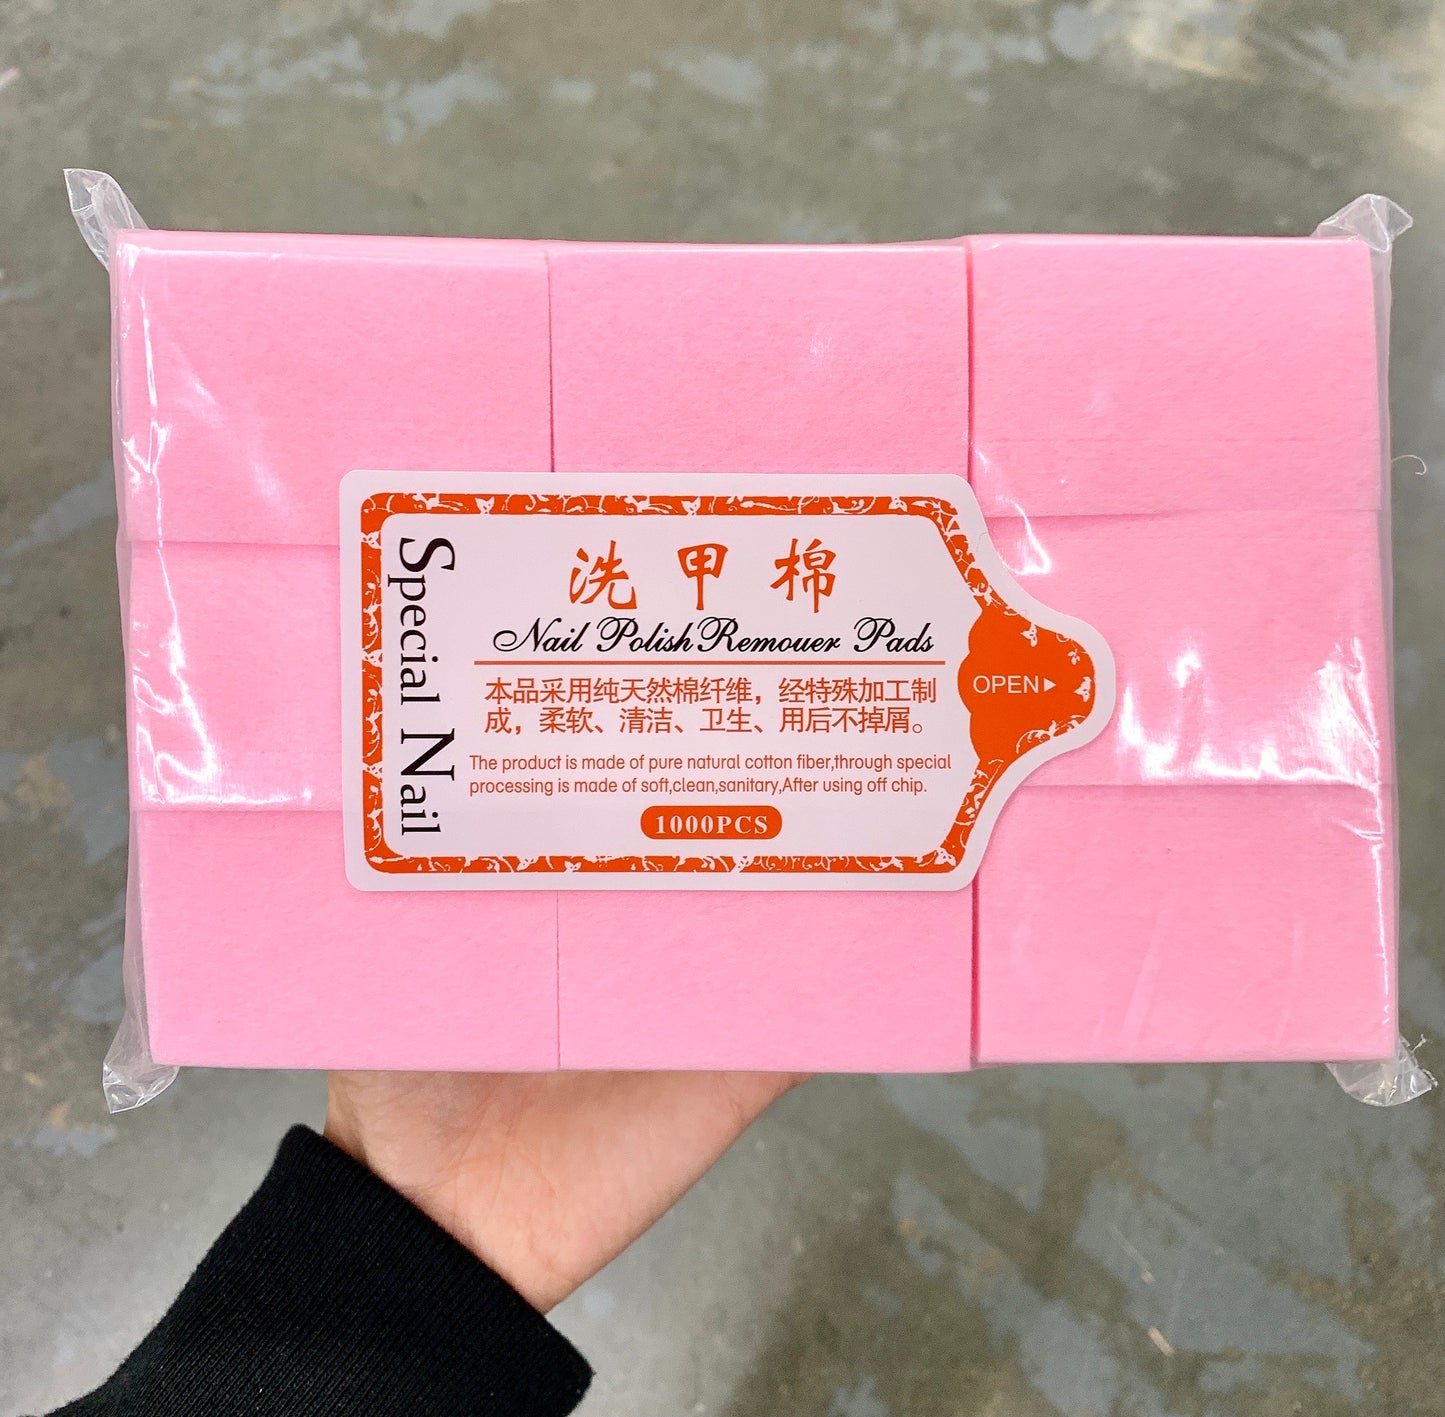 Special Nail
洗甲棉
Nail Polish Remouer Pads
本品采用纯天然棉纤维，经特殊加工制
成，柔软、清洁、卫生、用后不掉屑。
The product is made of pure natural cotton fiber,through special
processing is made of soft,clean,sanitary,After using off chip.
1000PCS
OPEN▶